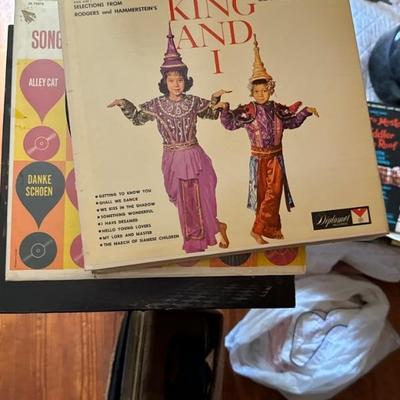 SELECTIONS FROM
RODGERS and HAMMERSTEIN'S
KING
AND
I
• GETTING TO KNOW YOU
• SHALL WE DANCE
• WE KISS IN THE SHADOW
• SOMETHING WONDERFUL
• I HAVE DREAMED
• HELLO YOUNG LOVERS
• MY LORD AND MASTER
• THE MARCH OF SIAMESE CHILDREN
Diplomat
SONG
ALLEY CAT
DANKE
SCHOEN